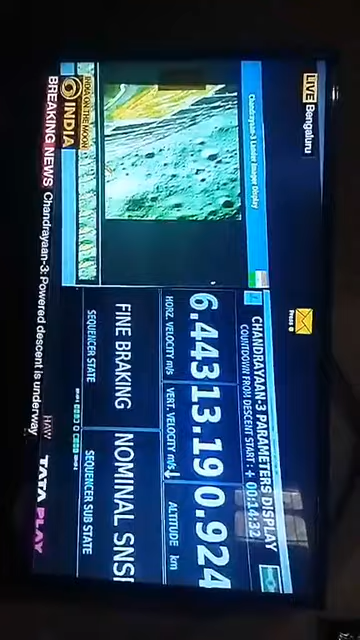 LIVE Bengaluru
Press
Chandrayaan-3 Lander Imager Display
CHANDRAYAAN-3 PARAMETERS DISPLAY
COUNTDOWN FROM DESCENT START : + 00:14:32
6.443 13.19 0.924
HORZ. VELOCITY m/s VERT. VELOCITY m/s ALTITUDE km
FINE BRAKING NOMINAL SNSI
SEQUENCER STATE SEQUENCER SUB STATE
INDIA ON THE MOON
INDIA
TATA PLAY
BREAKING NEWS Chandrayaan-3: Powered descent is underway